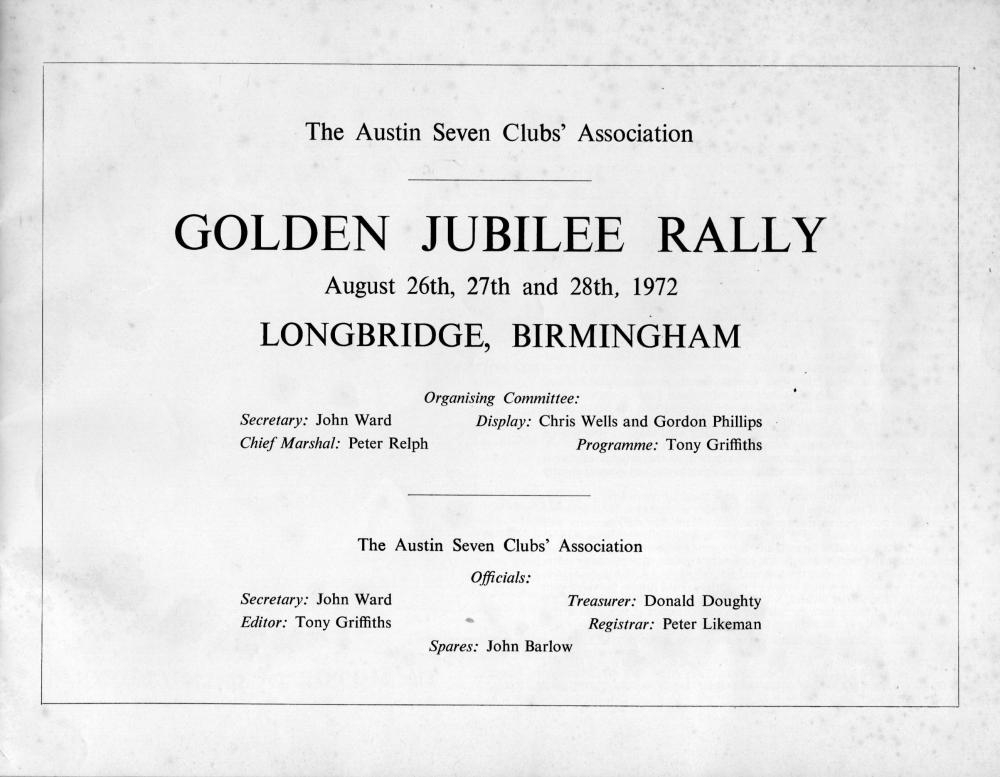 The Austin Seven Clubs' Association
GOLDEN JUBILEE RALLY
August 26th, 27th and 28th, 1972
LONGBRIDGE, BIRMINGHAM
Organising Committee:
Secretary: John Ward Display: Chris Wells and Gordon Phillips
Chief Marshal: Peter Relph Programme: Tony Griffiths
The Austin Seven Clubs' Association
Officials:
Secretary: John Ward Treasurer: Donald Doughty
Editor: Tony Griffiths Registrar: Peter Likeman
Spares: John Barlow